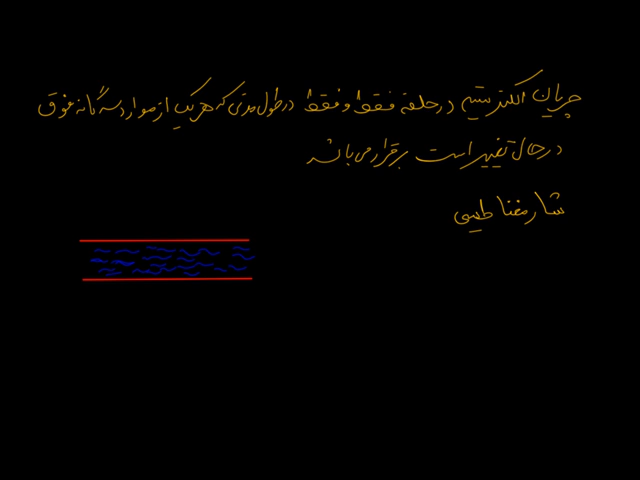 جریان الکتریسیته در حلقه فقط و فقط در طول مدتی که هر یک از موارد سه گانه فوق
در حال تغییر است برقرار می باشد
شار مغناطیسی